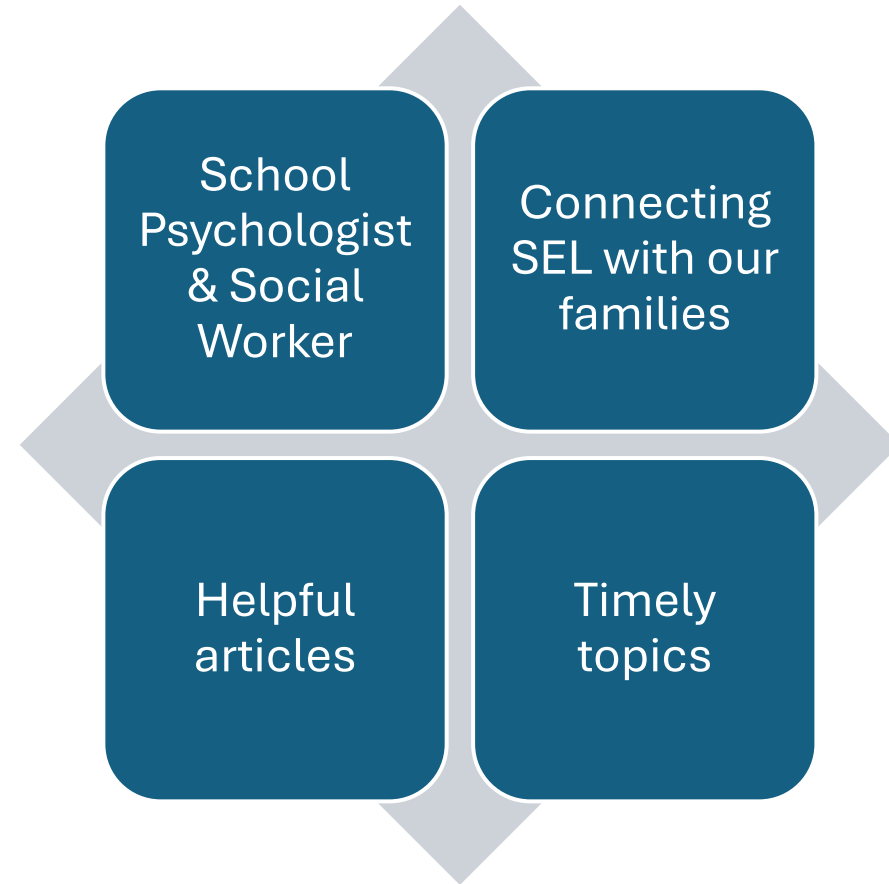 School
Psychologist
& Social
Worker
Connecting
SEL with our
families
Helpful
articles
Timely
topics